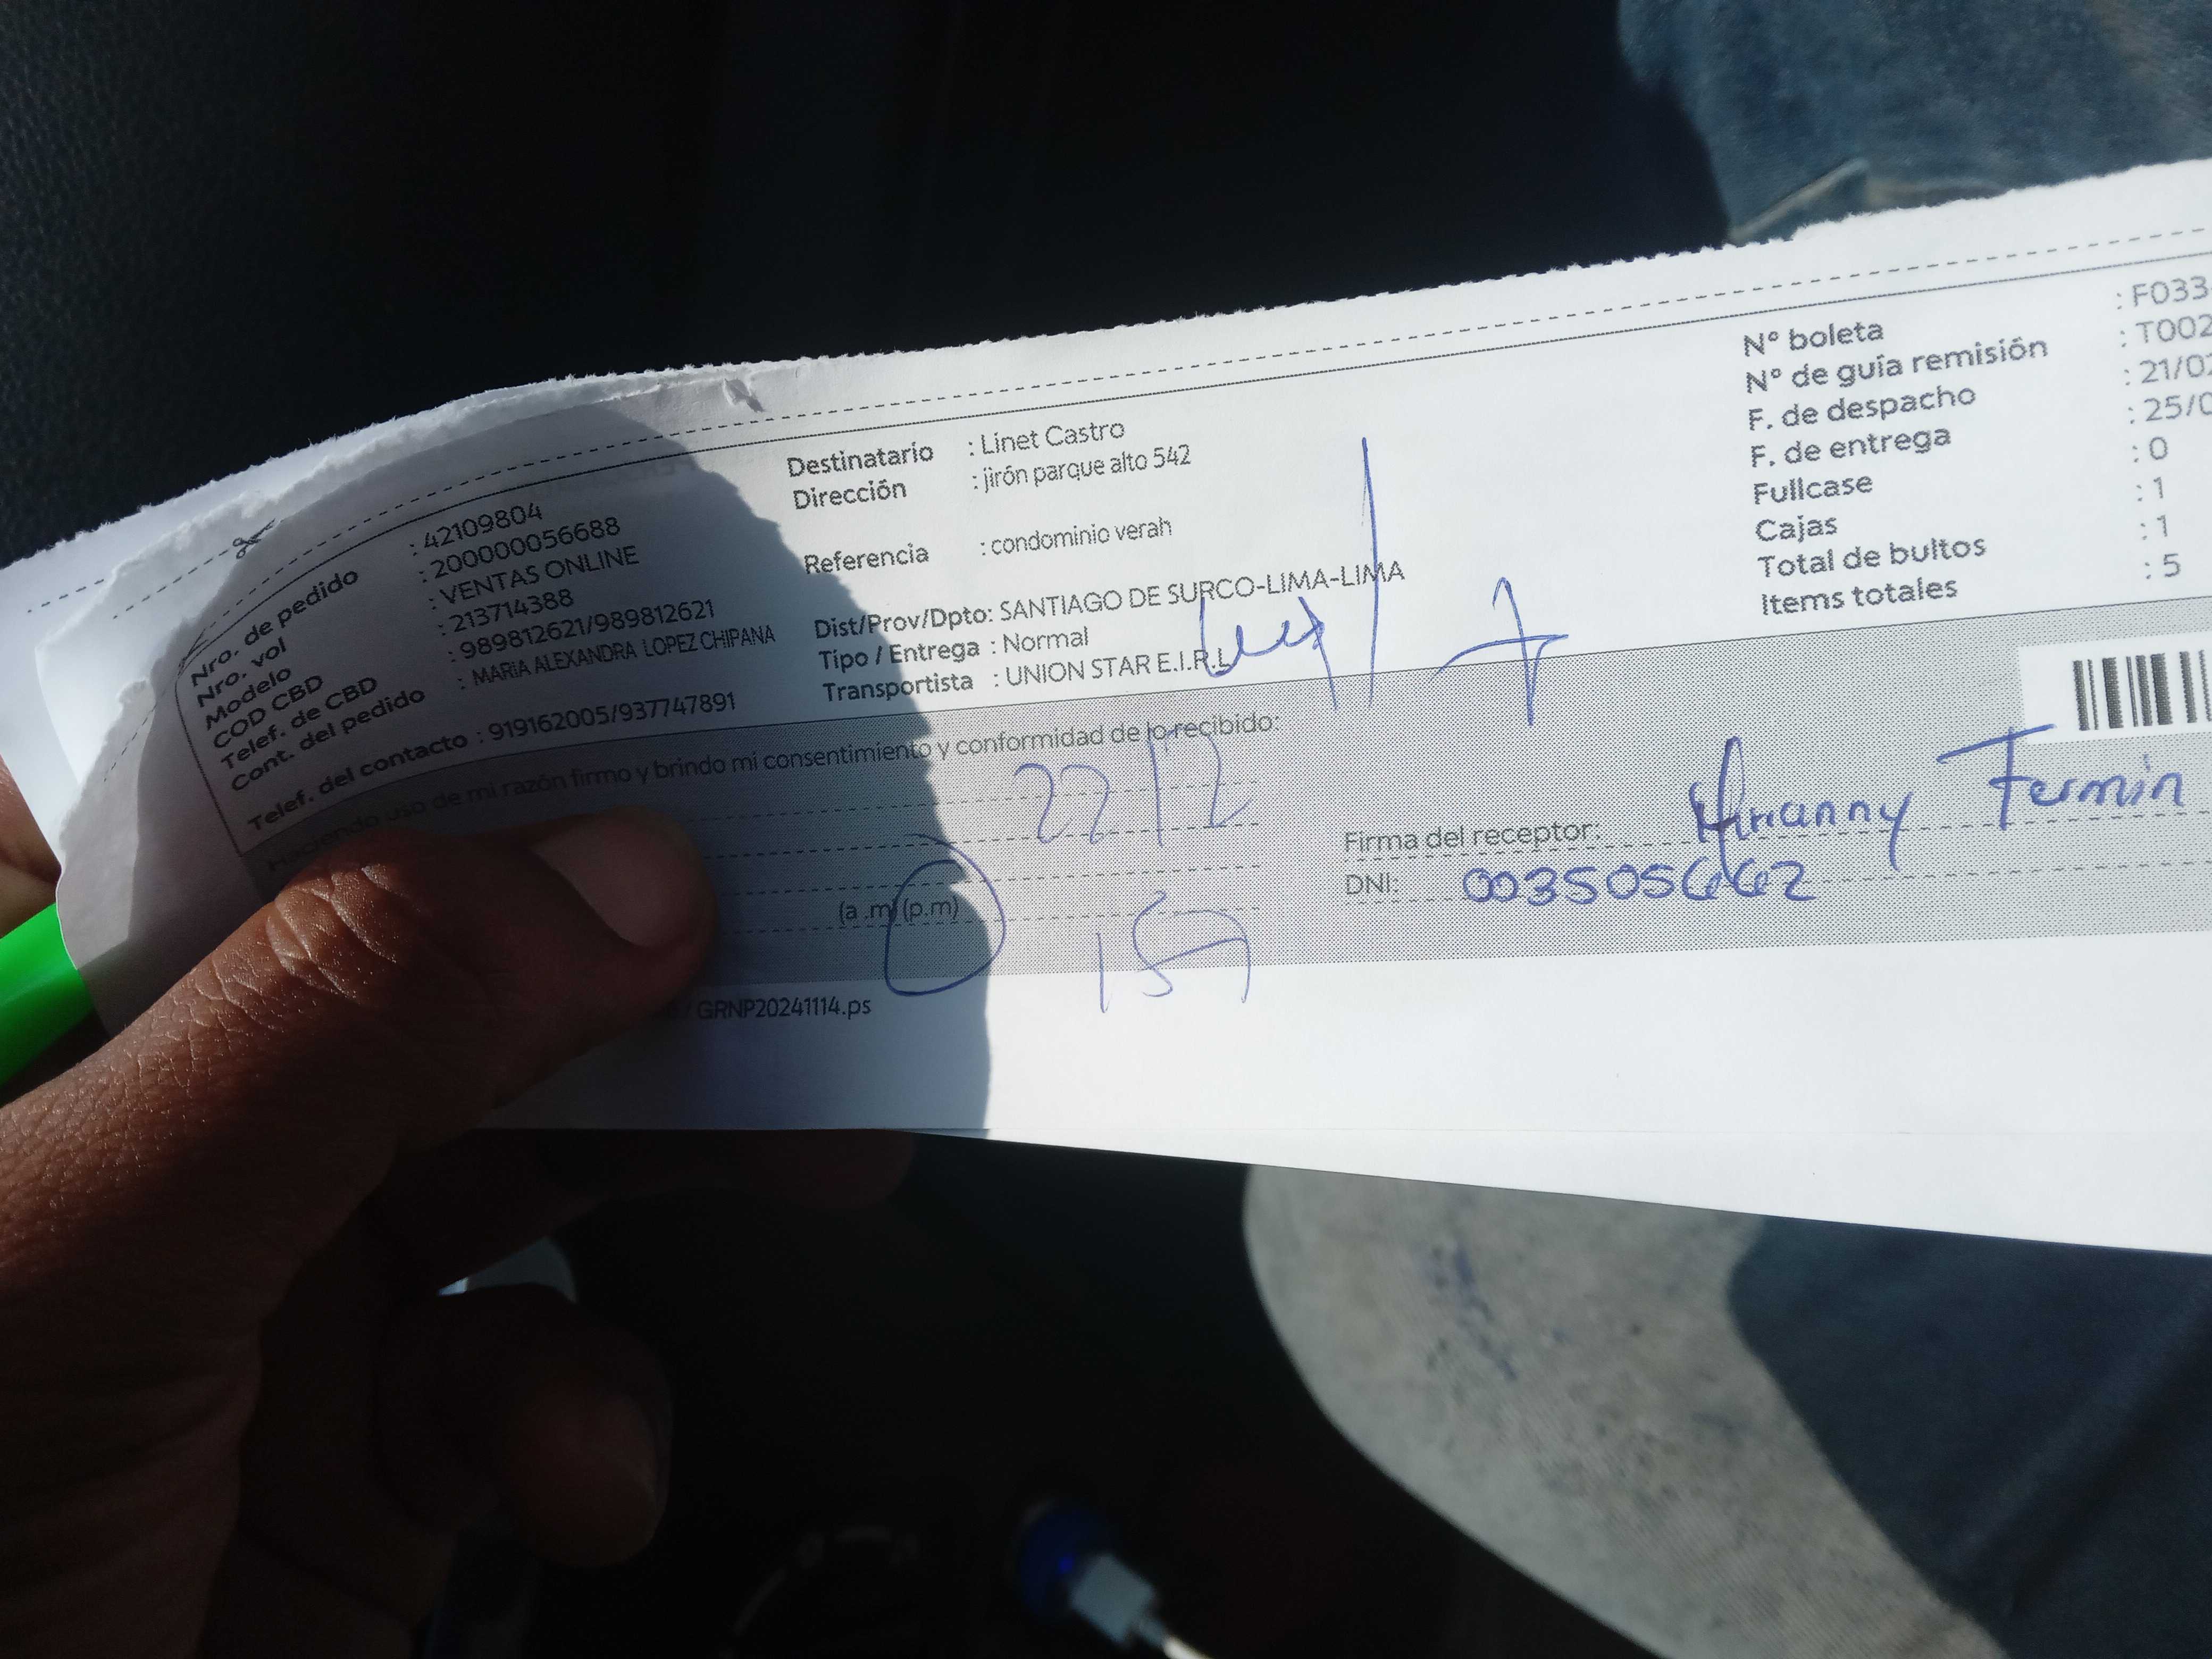 Nro. de pedido : 42109804
Nro. vol : 200000056688
Modelo : VENTAS ONLINE
COD CBD : 213714388
Telef. de CBD : 989812621/989812621
Cont. del pedido : MARIA ALEXANDRA LOPEZ CHIPANA
Telef. del contacto : 919162005/937747891
Destinatario : Linet Castro
Dirección : jirón parque alto 542
Referencia : condominio verah
Dist/Prov/Dpto: SANTIAGO DE SURCO-LIMA-LIMA
Tipo / Entrega : Normal
Transportista : UNION STAR E.I.R.L
N° boleta : F033
N° de guía remisión : T002
F. de despacho : 21/02
F. de entrega : 25/0
Fullcase : 0
Cajas : 1
Total de bultos : 1
Items totales : 5
Haciendo uso de mi razón firmo y brindo mi consentimiento y conformidad de lo recibido:
22/2
(a .m)(p.m)
157
Firma del receptor: Arianny Fermin
DNI: 003505662
/ GRNP20241114.ps